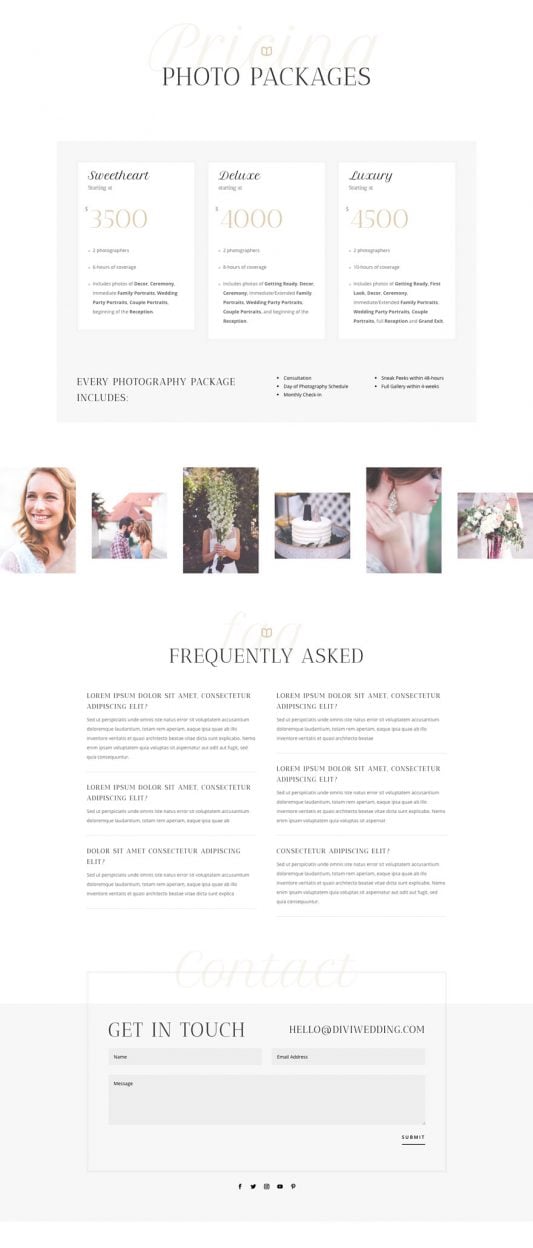 Pricing
PHOTO PACKAGES
Sweetheart
Starting at
$
3500
2 photographers
6-hours of coverage
Includes photos of Decor, Ceremony,
Immediate Family Portraits, Wedding
Party Portraits, Couple Portraits,
beginning of the Reception.
Deluxe
starting at
$
4000
2 photographers
8-hours of coverage
Includes photos of Getting Ready, Decor,
Ceremony, Immediate/Extended Family
Portraits, Wedding Party Portraits,
Couple Portraits, and beginning of the
Reception.
Luxury
Starting at
$
4500
2 photographers
10-hours of coverage
Includes photos of Getting Ready, First
Look, Decor, Ceremony,
Immediate/Extended Family Portraits,
Wedding Party Portraits, Couple
Portraits, full Reception and Grand Exit.
EVERY PHOTOGRAPHY PACKAGE
INCLUDES:
Consultation
Day-of Photography Schedule
Monthly Check-In
Sneak Peeks within 48-hours
Full Gallery within 4-weeks
faq
FREQUENTLY ASKED
LOREM IPSUM DOLOR SIT AMET, CONSECTETUR
ADIPISCING ELIT?
Sed ut perspiciatis unde omnis iste natus error sit voluptatem accusantium
doloremque laudantium, totam rem aperiam, eaque ipsa quae ab illo
inventore veritatis et quasi architecto beatae vitae dicta sunt explicabo. Nemo
enim ipsam voluptatem quia voluptas sit aspernatur aut odit aut fugit, sed
quia consequuntur.
LOREM IPSUM DOLOR SIT AMET, CONSECTETUR
ADIPISCING ELIT?
Sed ut perspiciatis unde omnis iste natus error sit voluptatem accusantium
doloremque laudantium, totam rem aperiam, eaque ipsa quae ab
DOLOR SIT AMET CONSECTETUR ADIPISCING
ELIT?
Sed ut perspiciatis unde omnis iste natus error sit voluptatem accusantium
doloremque laudantium, totam rem aperiam, eaque ipsa quae ab illo
inventore veritatis et quasi architecto beatae vitae dicta sunt explica
LOREM IPSUM DOLOR SIT AMET, CONSECTETUR
ADIPISCING ELIT?
Sed ut perspiciatis unde omnis iste natus error sit voluptatem accusantium
doloremque laudantium, totam rem aperiam, eaque ipsa quae ab illo
inventore veritatis et quasi architecto beatae
LOREM IPSUM DOLOR SIT AMET, CONSECTETUR
ADIPISCING ELIT?
Sed ut perspiciatis unde omnis iste natus error sit voluptatem accusantium
doloremque laudantium, totam rem aperiam, eaque ipsa quae ab illo
inventore veritatis et quasi architecto beatae vitae dicta sunt explicabo. Nemo
enim ipsam voluptatem quia voluptas sit aspernat
CONSECTETUR ADIPISCING ELIT?
Sed ut perspiciatis unde omnis iste natus error sit voluptatem accusantium
doloremque laudantium, totam rem aperiam, eaque ipsa quae ab illo
inventore veritatis et quasi architecto beatae vitae dicta sunt explicabo. Nemo
enim ipsam voluptatem quia voluptas sit aspernatur aut odit aut fugit, sed
quia consequuntur.
Contact
GET IN TOUCH
HELLO@DIVIWEDDING.COM
Name
Email Address
Message
SUBMIT